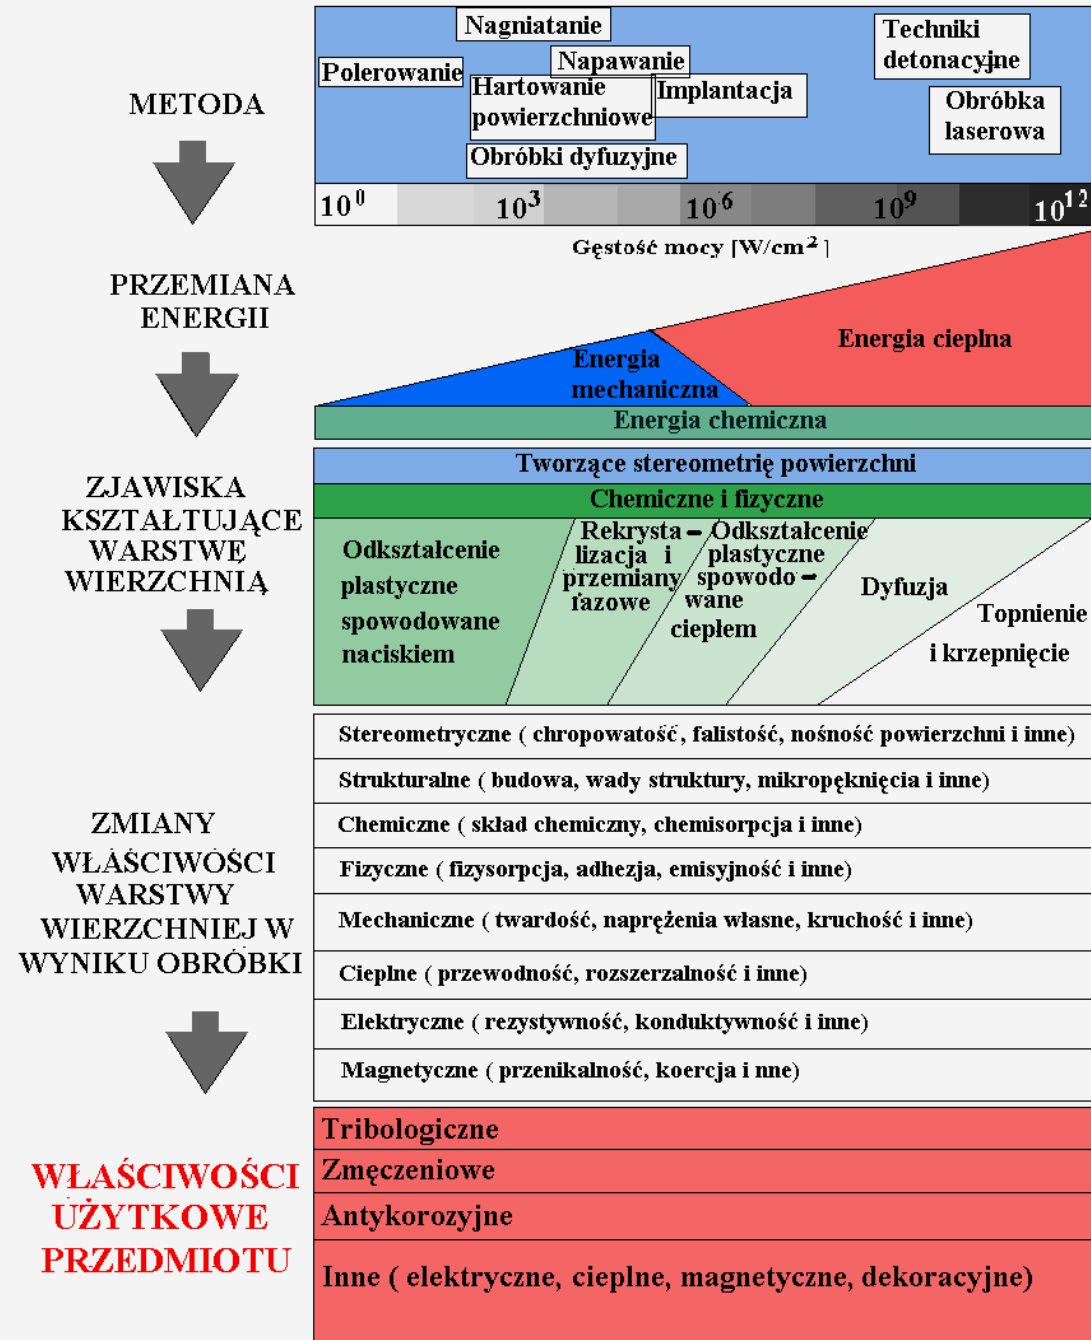 Nagniatanie
Techniki
detonacyjne
Napawanie
Polerowanie
Hartowanie
powierzchniowe
Implantacja
Obróbka
laserowa
METODA
Obróbki dyfuzyjne
10⁰ 10³ 10⁶ 10⁹ 10¹²
Gęstość mocy [W/cm² ]
PRZEMIANA
ENERGII
Energia cieplna
Energia
mechaniczna
Energia chemiczna
Tworzące stereometrię powierzchni
ZJAWISKA
KSZTAŁTUJĄCE
WARSTWĘ
WIERZCHNIĄ
Chemiczne i fizyczne
Odkształcenie
plastyczne
spowodowane
naciskiem
Rekrysta –
lizacja i
przemiany
fazowe
Odkształcenie
plastyczne
spowodo –
wane
ciepłem
Dyfuzja
Topnienie
i krzepnięcie
ZMIANY
WŁAŚCIWOŚCI
WARSTWY
WIERZCHNIEJ W
WYNIKU OBRÓBKI
Stereometryczne ( chropowatość, falistość, nośność powierzchni i inne)
Strukturalne ( budowa, wady struktury, mikropęknięcia i inne)
Chemiczne ( skład chemiczny, chemisorpcja i inne)
Fizyczne ( fizysorpcja, adhezja, emisyjność i inne)
Mechaniczne ( twardość, naprężenia własne, kruchość i inne)
Cieplne ( przewodność, rozszerzalność i inne)
Elektryczne ( rezystywność, konduktywność i inne)
Magnetyczne ( przenikalność, koercja i nne)
WŁAŚCIWOŚCI
UŻYTKOWE
PRZEDMIOTU
Tribologiczne
Zmęczeniowe
Antykorozyjne
Inne ( elektryczne, cieplne, magnetyczne, dekoracyjne)